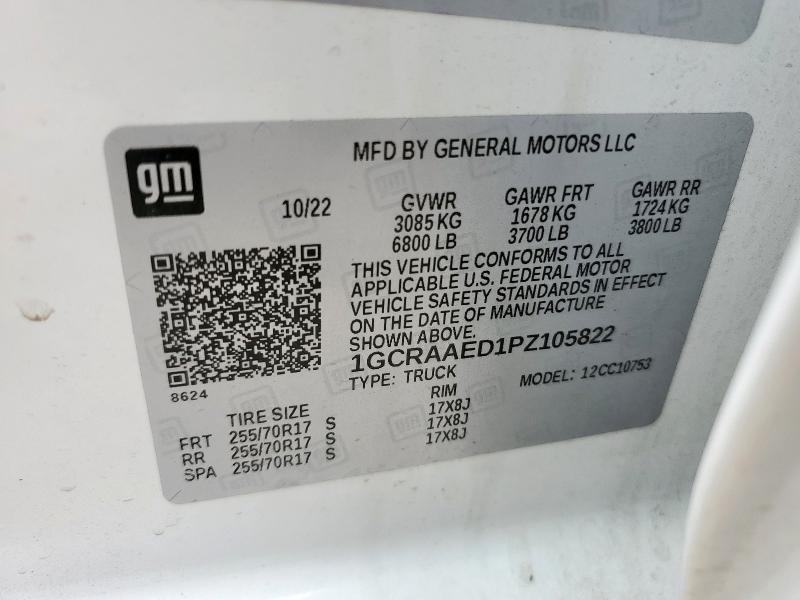 gm
MFD BY GENERAL MOTORS LLC
10/22
GVWR GAWR FRT GAWR RR
3085 KG 1678 KG 1724 KG
6800 LB 3700 LB 3800 LB
THIS VEHICLE CONFORMS TO ALL
APPLICABLE U.S. FEDERAL MOTOR
VEHICLE SAFETY STANDARDS IN EFFECT
ON THE DATE OF MANUFACTURE
SHOWN ABOVE.
1GCRAAED1PZ105822
TYPE: TRUCK MODEL: 12CC10753
8624
TIRE SIZE RIM
FRT 255/70R17 S 17X8J
RR 255/70R17 S 17X8J
SPA 255/70R17 S 17X8J